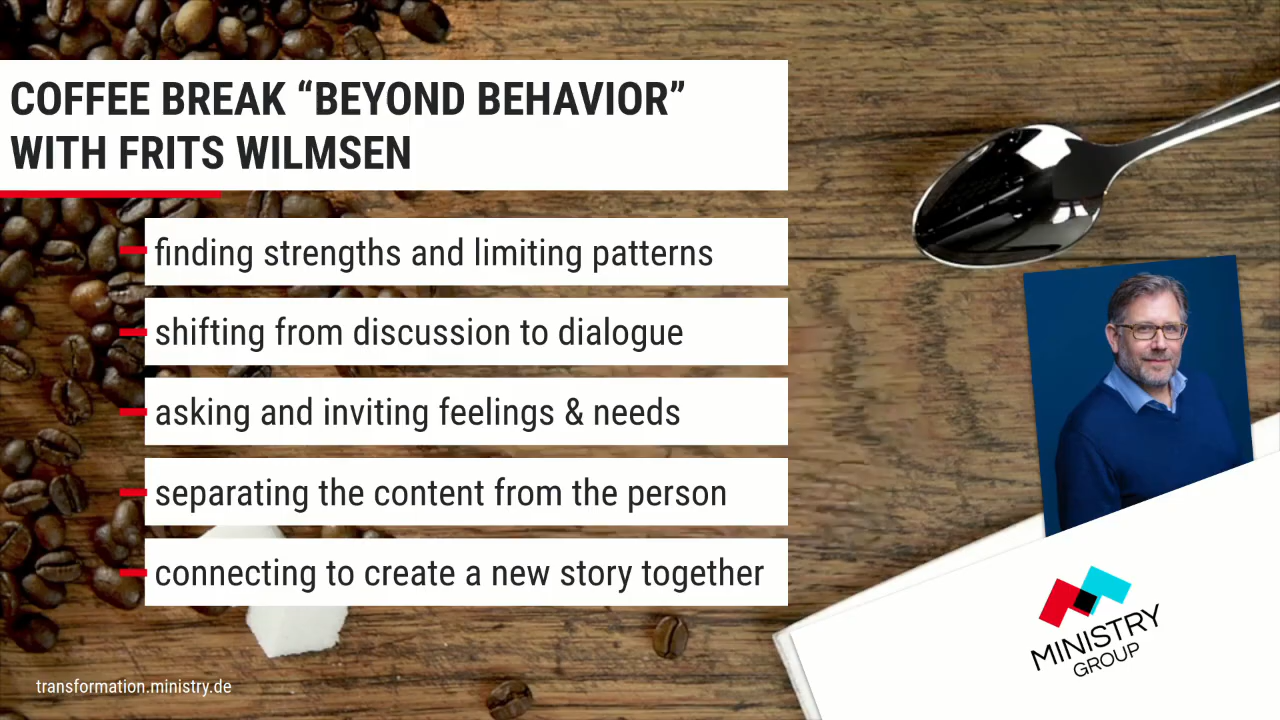 COFFEE BREAK “BEYOND BEHAVIOR”
WITH FRITS WILMSEN
finding strengths and limiting patterns
shifting from discussion to dialogue
asking and inviting feelings & needs
separating the content from the person
connecting to create a new story together
MINISTRY
GROUP
transformation.ministry.de